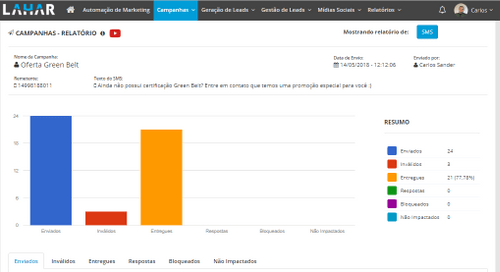 LAHAR Automação de Marketing Campanhas Geração de Leads Gestão de Leads Mídias Sociais Relatórios Carlos
CAMPANHAS - RELATÓRIO Mostrando relatório de: SMS
Nome da Campanha: Data de Envio: Enviado por:
Oferta Green Belt 14/03/2018 - 12:12:06 Carlos Sander
Remetente: Texto do SMS:
14996188011 Ainda não possui certificação Green Belt? Entre em contato que temos uma promoção especial para você :)
24
18
12
6
0
Enviados Inválidos Entregues Respostas Bloqueados Não Impactados
RESUMO
Enviados 24
Inválidos 3
Entregues 21 (77.78%)
Respostas 0
Bloqueados 0
Não Impactados 0
Enviados Inválidos Entregues Respostas Bloqueados Não Impactados